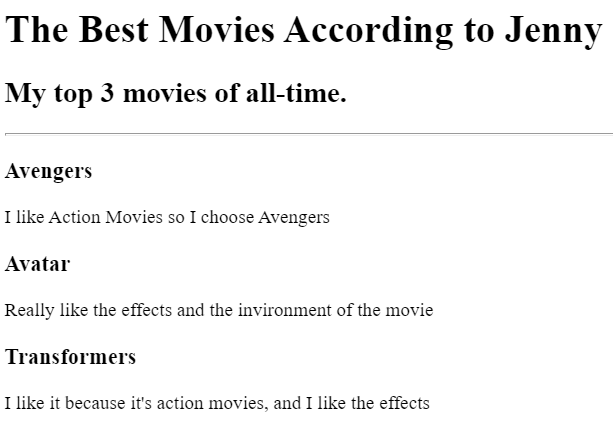 The Best Movies According to Jenny
My top 3 movies of all-time.
Avengers
I like Action Movies so I choose Avengers
Avatar
Really like the effects and the invironment of the movie
Transformers
I like it because it's action movies, and I like the effects